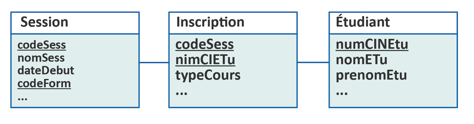 Session
codeSess
nomSess
dateDebut
codeForm
...
Inscription
codeSess
nimCIETu
typeCours
...
Étudiant
numCINEtu
nomETu
prenomEtu
...